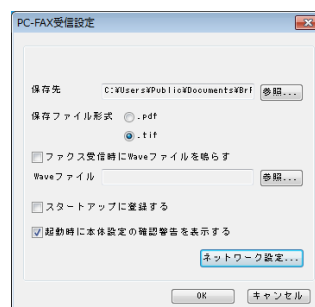 PC-FAX受信設定
保存先 C:¥Users¥Public¥Documents¥BrF 参照...
保存ファイル形式 .pdf
.tif
ファクス受信時にWaveファイルを鳴らす
Waveファイル 参照...
スタートアップに登録する
起動時に本体設定の確認警告を表示する
ネットワーク設定...
OK キャンセル